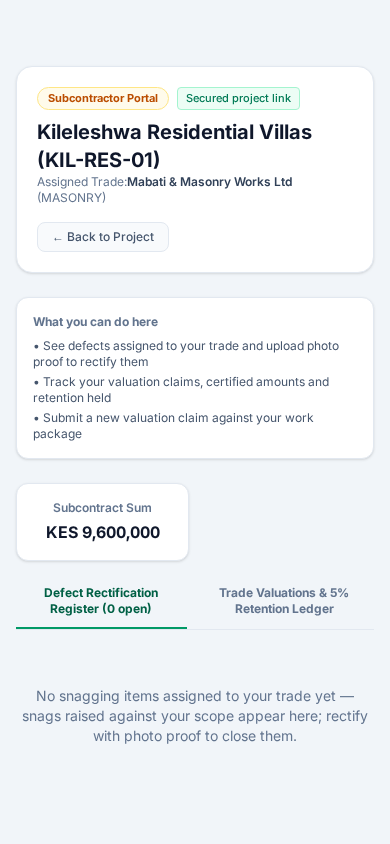 Subcontractor Portal Secured project link
Kileleshwa Residential Villas
(KIL-RES-01)
Assigned Trade:Mabati & Masonry Works Ltd
(MASONRY)
← Back to Project
What you can do here
• See defects assigned to your trade and upload photo
proof to rectify them
• Track your valuation claims, certified amounts and
retention held
• Submit a new valuation claim against your work
package
Subcontract Sum
KES 9,600,000
Defect Rectification
Register (0 open)
Trade Valuations & 5%
Retention Ledger
No snagging items assigned to your trade yet —
snags raised against your scope appear here; rectify
with photo proof to close them.